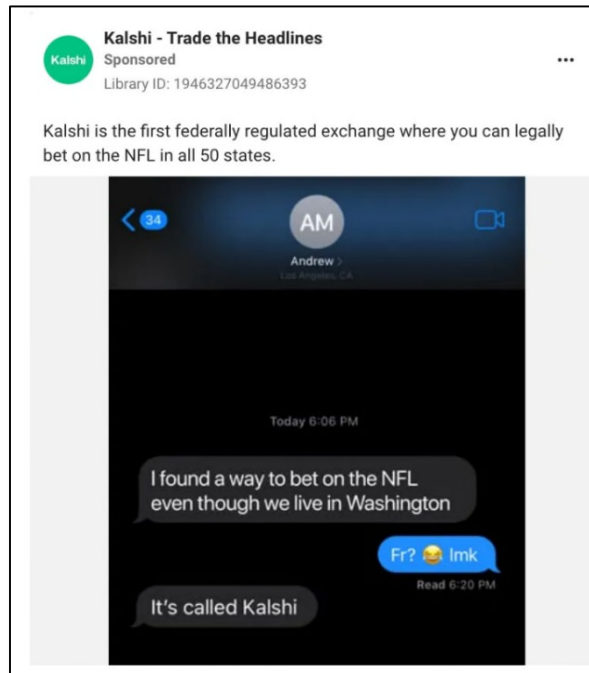 Kalshi - Trade the Headlines
Kalshi
Sponsored
Library ID: 1946327049486393
Kalshi is the first federally regulated exchange where you can legally
bet on the NFL in all 50 states.
34
AM
Andrew
Los Angeles, CA
Today 6:06 PM
I found a way to bet on the NFL
even though we live in Washington
Fr? 😂 lmk
Read 6:20 PM
It's called Kalshi